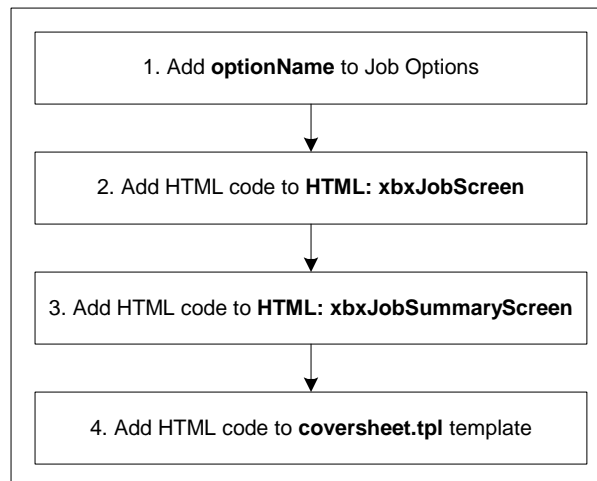 1. Add optionName to Job Options
2. Add HTML code to HTML: xbxJobScreen
3. Add HTML code to HTML: xbxJobSummaryScreen
4. Add HTML code to coversheet.tpl template